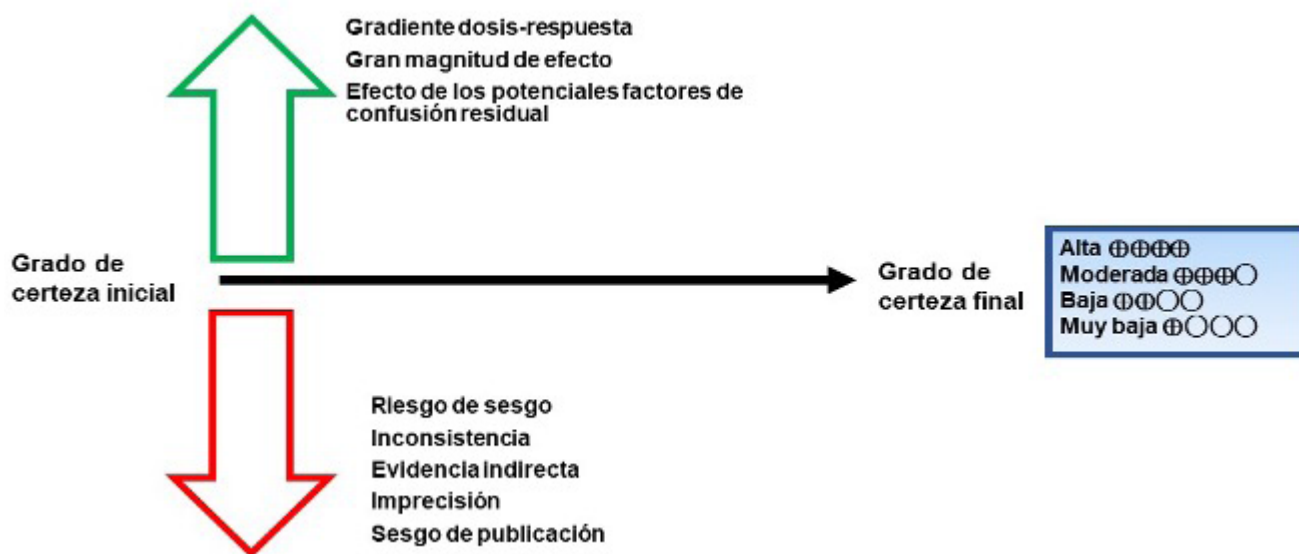 Gradiente dosis-respuesta
Gran magnitud de efecto
Efecto de los potenciales factores de
confusión residual
Grado de
certeza inicial
Grado de
certeza final
Alta ⊕⊕⊕⊕
Moderada ⊕⊕⊕◯
Baja ⊕⊕◯◯
Muy baja ⊕◯◯◯
Riesgo de sesgo
Inconsistencia
Evidencia indirecta
Imprecisión
Sesgo de publicación